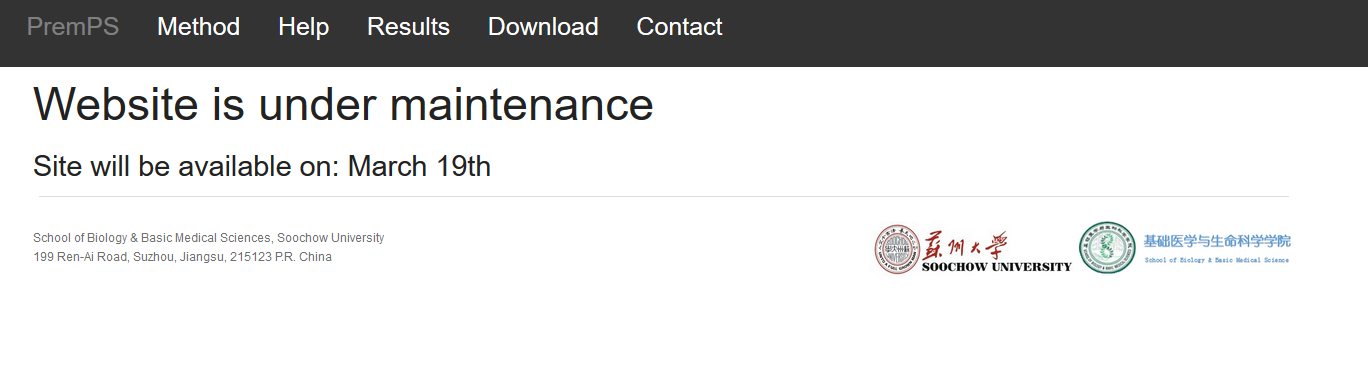 PremPS Method Help Results Download Contact
Website is under maintenance
Site will be available on: March 19th
School of Biology & Basic Medical Sciences, Soochow University
199 Ren-Ai Road, Suzhou, Jiangsu, 215123 P.R. China
蘇州大学
SOOCHOW UNIVERSITY
基础医学与生命科学学院
School of Biology & Basic Medical Science